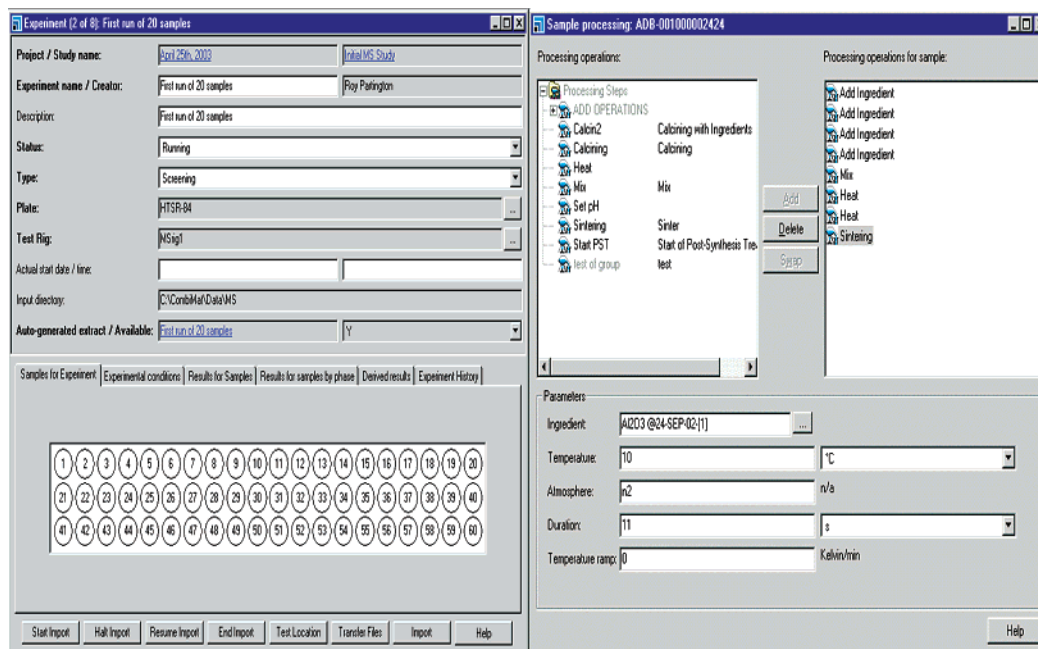 Experiment (2 of 8): First run of 20 samples
Project / Study name: April 25th, 2003 Initial MS Study
Experiment name / Creator: First run of 20 samples Roy Partington
Description: First run of 20 samples
Status: Running
Type: Screening
Plate: HTSR-84 ...
Test Rig: NSrig1 ...
Actual start date / time:
Input directory: C:\CombiMat\Data\MS
Auto-generated extract / Available: First run of 20 samples Y
Samples for Experiment Experimental conditions Results for Samples Results for samples by phase Derived results Experiment History
1 2 3 4 5 6 7 8 9 10 11 12 13 14 15 16 17 18 19 20
21 22 23 24 25 26 27 28 29 30 31 32 33 34 35 36 37 38 39 40
41 42 43 44 45 46 47 48 49 50 51 52 53 54 55 56 57 58 59 60
Start Import Halt Import Resume Import End Import Test Location Transfer Files Import Help
Sample processing: ADB-001000002424
Processing operations:
Processing Steps
ADD OPERATIONS
Calcin2 Calcining with Ingredients
Calcining Calcining
Heat
Mix Mix
Set pH
Sintering Sinter
Start PST Start of Post-Synthesis Tre
test of group test
Add
Delete
Swap
Processing operations for sample:
Add Ingredient
Add Ingredient
Add Ingredient
Add Ingredient
Mix
Heat
Heat
Sintering
Parameters
Ingredient: Al2O3 @24-SEP-02-[1] ...
Temperature: 10 °C
Atmosphere: n2 n/a
Duration: 11 s
Temperature ramp: 0 Kelvin/min
Help